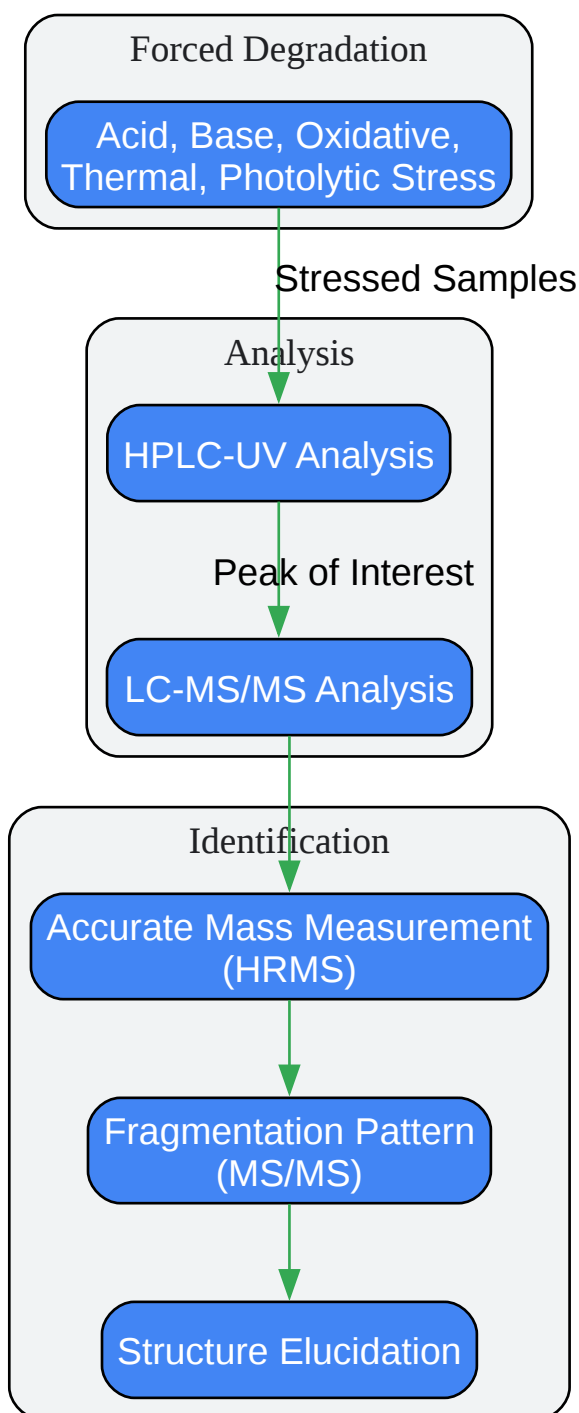 Forced Degradation
Acid, Base, Oxidative,
Thermal, Photolytic Stress
Stressed Samples
Analysis
HPLC-UV Analysis
Peak of Interest
LC-MS/MS Analysis
Identification
Accurate Mass Measurement
(HRMS)
Fragmentation Pattern
(MS/MS)
Structure Elucidation